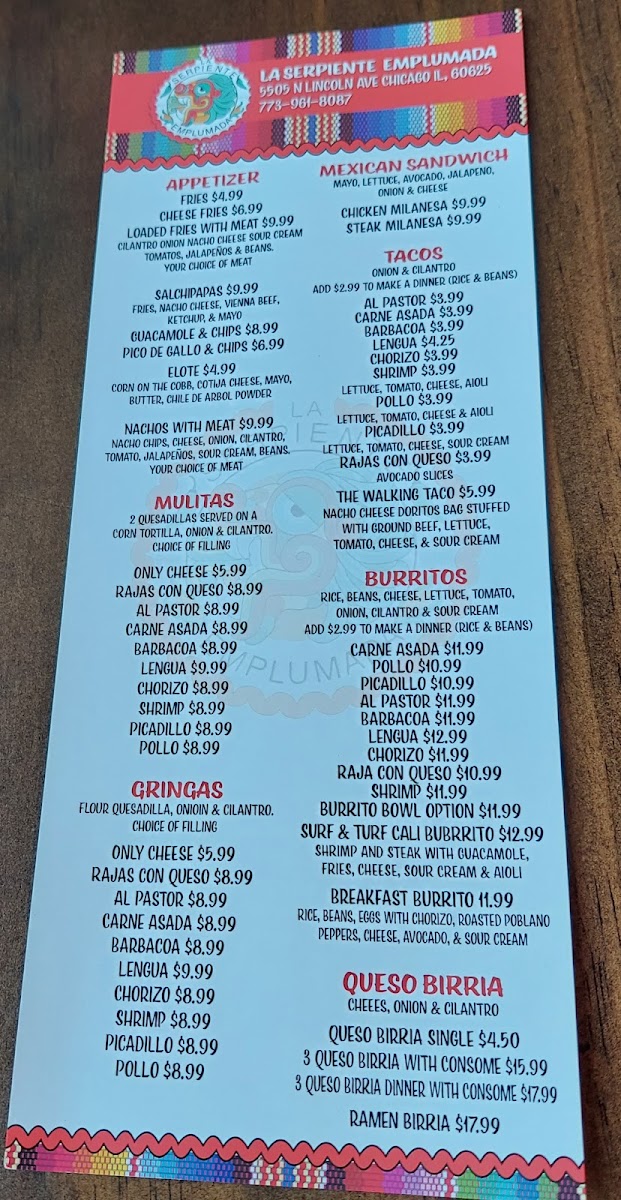 LA
SERPIENTE
EMPLUMADA
LA SERPIENTE EMPLUMADA
5505 N LINCOLN AVE CHICAGO IL, 60625
773-961-8087
APPETIZER
FRIES $4.99
CHEESE FRIES $6.99
LOADED FRIES WITH MEAT $9.99
CILANTRO ONION NACHO CHEESE SOUR CREAM
TOMATOS, JALAPEÑOS & BEANS.
YOUR CHOICE OF MEAT
SALCHIPAPAS $9.99
FRIES, NACHO CHEESE, VIENNA BEEF,
KETCHUP, & MAYO
GUACAMOLE & CHIPS $8.99
PICO DE GALLO & CHIPS $6.99
ELOTE $4.99
CORN ON THE COBB, COTIJA CHEESE, MAYO,
BUTTER, CHILE DE ARBOL POWDER
NACHOS WITH MEAT $9.99
NACHO CHIPS, CHEESE, ONION, CILANTRO,
TOMATO, JALAPEÑOS, SOUR CREAM, BEANS.
YOUR CHOICE OF MEAT
MULITAS
2 QUESADILLAS SERVED ON A
CORN TORTILLA, ONION & CILANTRO.
CHOICE OF FILLING
ONLY CHEESE $5.99
RAJAS CON QUESO $8.99
AL PASTOR $8.99
CARNE ASADA $8.99
BARBACOA $8.99
LENGUA $9.99
CHORIZO $8.99
SHRIMP $8.99
PICADILLO $8.99
POLLO $8.99
GRINGAS
FLOUR QUESADILLA, ONIOIN & CILANTRO.
CHOICE OF FILLING
ONLY CHEESE $5.99
RAJAS CON QUESO $8.99
AL PASTOR $8.99
CARNE ASADA $8.99
BARBACOA $8.99
LENGUA $9.99
CHORIZO $8.99
SHRIMP $8.99
PICADILLO $8.99
POLLO $8.99
MEXICAN SANDWICH
MAYO, LETTUCE, AVOCADO, JALAPENO,
ONION & CHEESE
CHICKEN MILANESA $9.99
STEAK MILANESA $9.99
TACOS
ONION & CILANTRO
ADD $2.99 TO MAKE A DINNER (RICE & BEANS)
AL PASTOR $3.99
CARNE ASADA $3.99
BARBACOA $3.99
LENGUA $4.25
CHORIZO $3.99
SHRIMP $3.99
LETTUCE, TOMATO, CHEESE, AIOLI
POLLO $3.99
LETTUCE, TOMATO, CHEESE & AIOLI
PICADILLO $3.99
LETTUCE, TOMATO, CHEESE, SOUR CREAM
RAJAS CON QUESO $3.99
AVOCADO SLICES
THE WALKING TACO $5.99
NACHO CHEESE DORITOS BAG STUFFED
WITH GROUND BEEF, LETTUCE,
TOMATO, CHEESE, & SOUR CREAM
BURRITOS
RICE, BEANS, CHEESE, LETTUCE, TOMATO,
ONION, CILANTRO & SOUR CREAM
ADD $2.99 TO MAKE A DINNER (RICE & BEANS)
CARNE ASADA $11.99
POLLO $10.99
PICADILLO $10.99
AL PASTOR $11.99
BARBACOA $11.99
LENGUA $12.99
CHORIZO $11.99
RAJA CON QUESO $10.99
SHRIMP $11.99
BURRITO BOWL OPTION $11.99
SURF & TURF CALI BUBRRITO $12.99
SHRIMP AND STEAK WITH GUACAMOLE,
FRIES, CHEESE, SOUR CREAM & AIOLI
BREAKFAST BURRITO 11.99
RICE, BEANS, EGGS WITH CHORIZO, ROASTED POBLANO
PEPPERS, CHEESE, AVOCADO, & SOUR CREAM
QUESO BIRRIA
CHEEES, ONION & CILANTRO
QUESO BIRRIA SINGLE $4.50
3 QUESO BIRRIA WITH CONSOME $15.99
3 QUESO BIRRIA DINNER WITH CONSOME $17.99
RAMEN BIRRIA $17.99